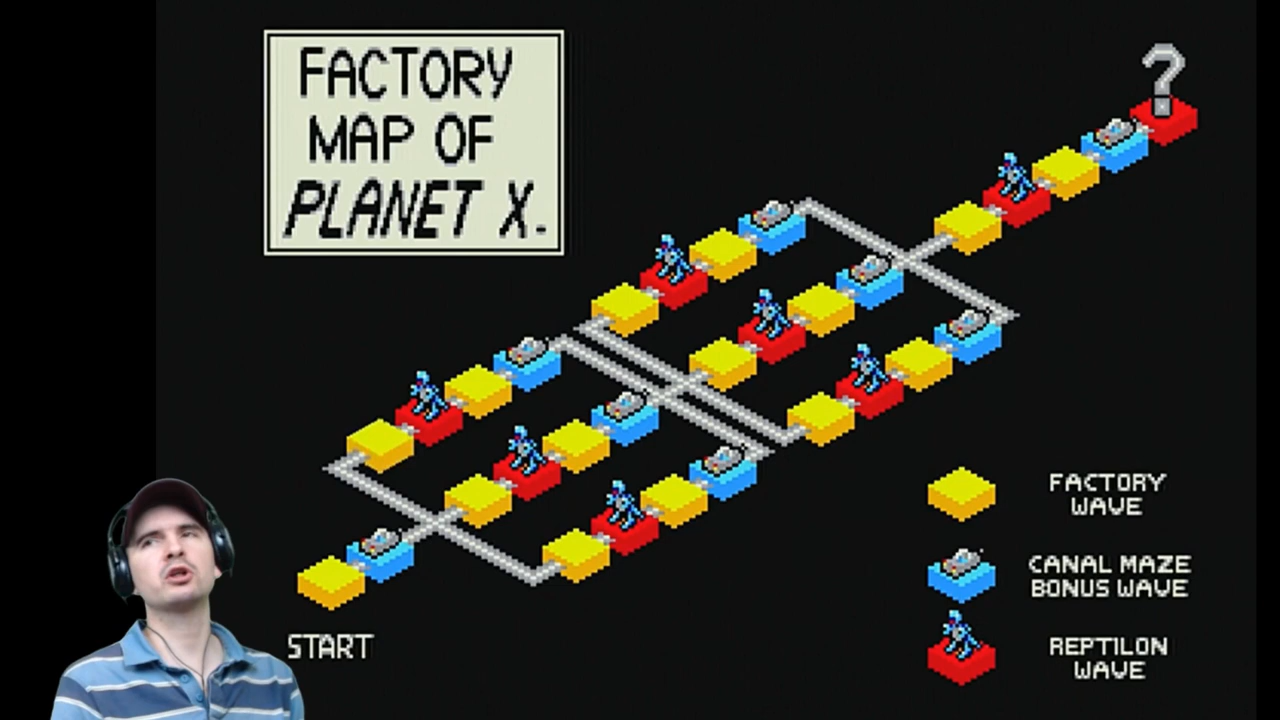 FACTORY
MAP OF
PLANET X.
?
START
FACTORY
WAVE
CANAL MAZE
BONUS WAVE
REPTILON
WAVE